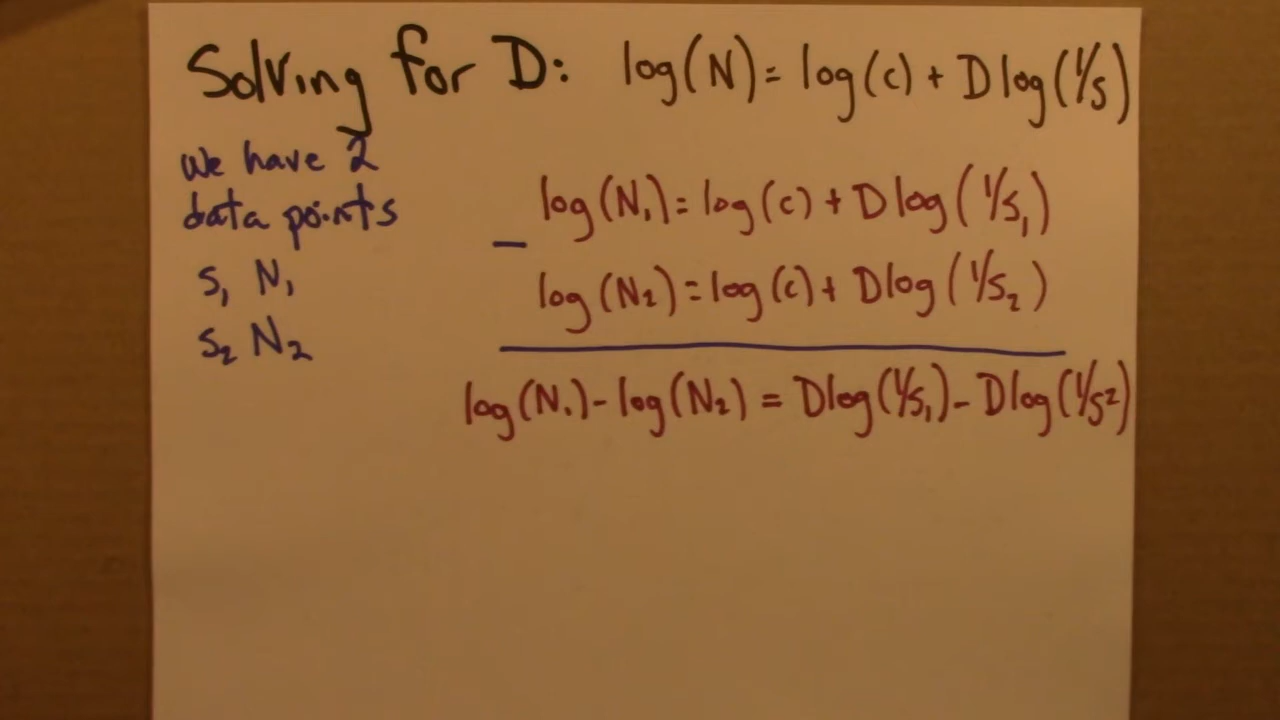 Solving for D: log(N) = log(c) + D log(1/s)
we have 2
data points
s₁ N₁
s₂ N₂
log(N₁) = log(c) + D log(1/s₁)
–
log(N₂) = log(c) + D log(1/s₂)
log(N₁) - log(N₂) = D log(1/s₁) - D log(1/s2)